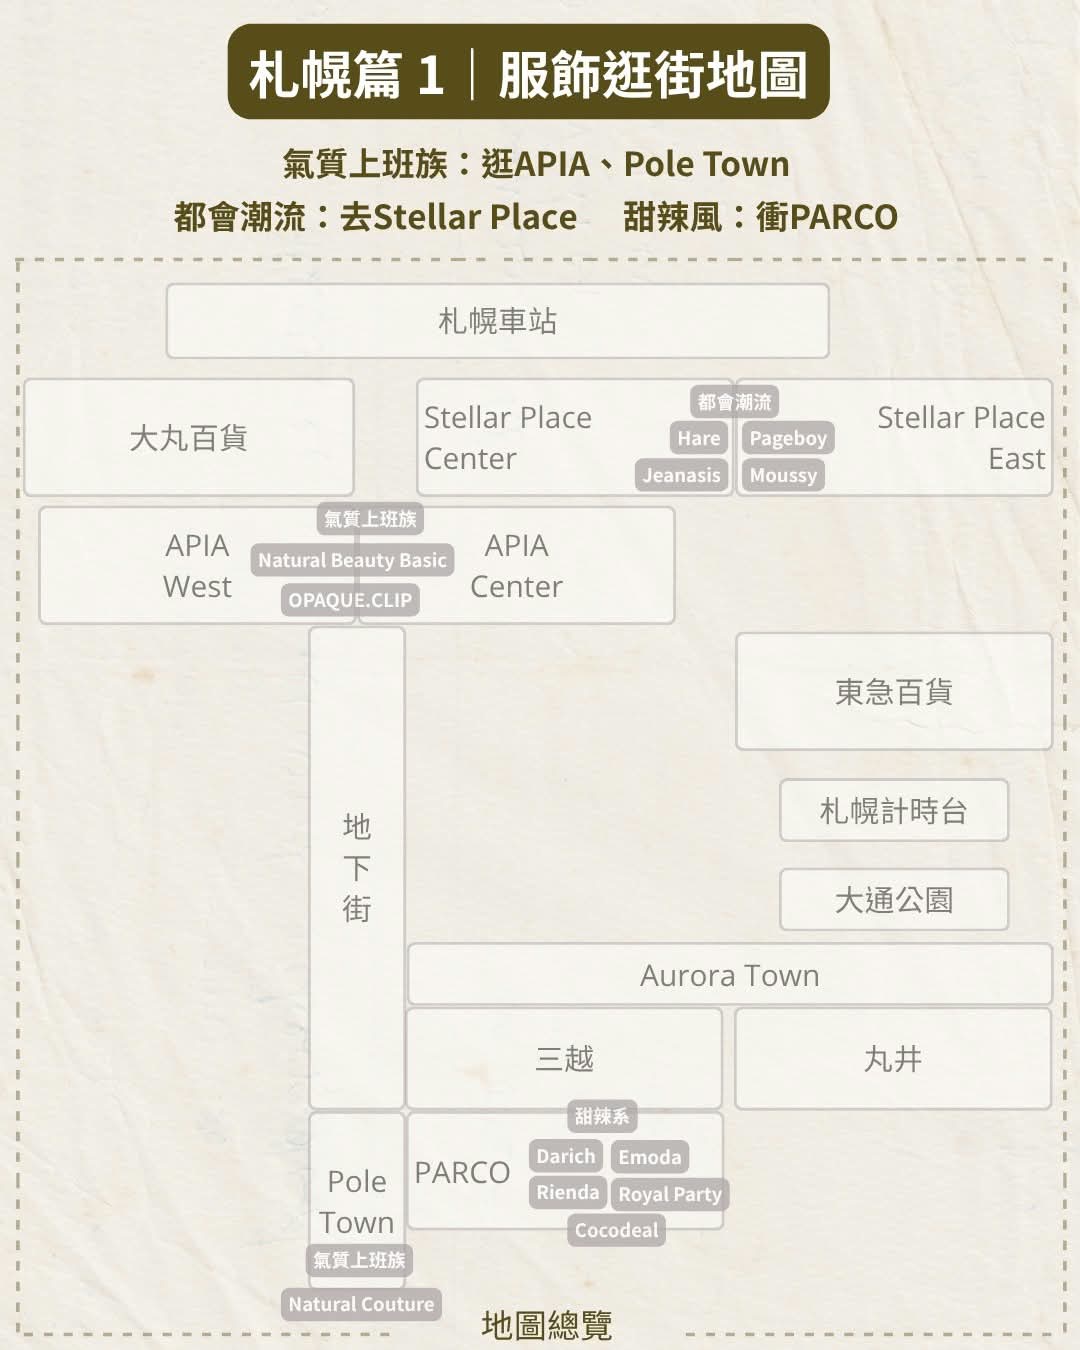 札幌篇 1｜服飾逛街地圖
氣質上班族：逛APIA、Pole Town
都會潮流：去Stellar Place 甜辣風：衝PARCO
札幌車站
大丸百貨
Stellar Place
Center
都會潮流
Hare
Pageboy
Jeanasis
Moussy
Stellar Place
East
APIA
West
氣質上班族
Natural Beauty Basic
OPAQUE.CLIP
APIA
Center
東急百貨
札幌計時台
大通公園
地
下
街
Aurora Town
三越
丸井
Pole
Town
氣質上班族
Natural Couture
PARCO
甜辣系
Darich
Emoda
Rienda
Royal Party
Cocodeal
地圖總覽